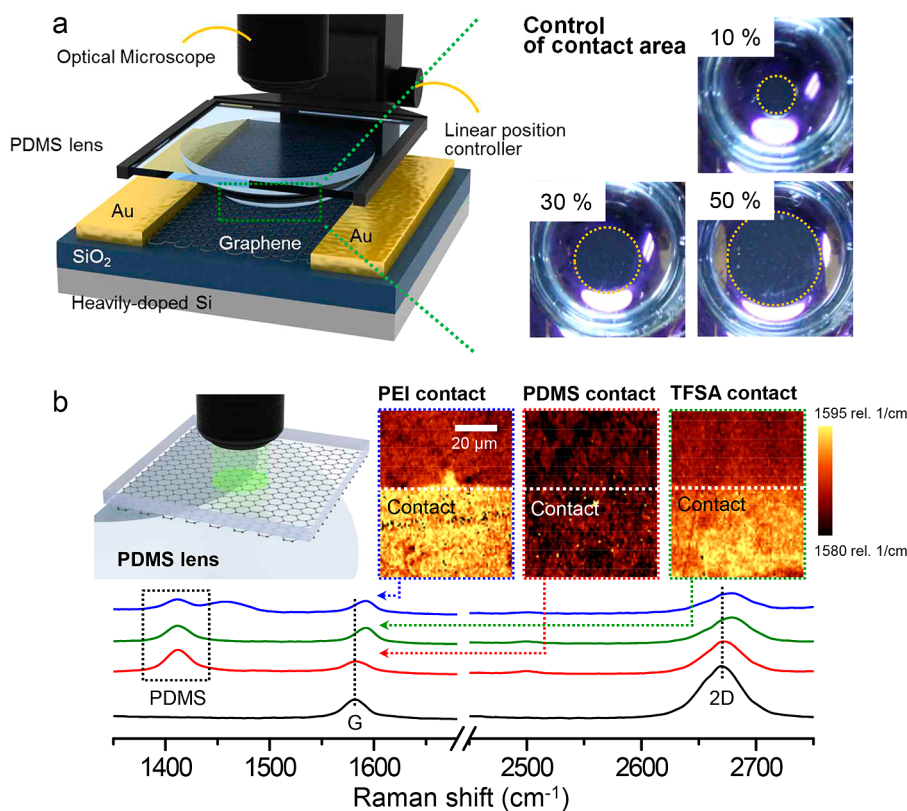 a
Optical Microscope
PDMS lens
Linear position
controller
Au
Au
Graphene
SiO₂
Heavily-doped Si
Control
of contact area
10 %
30 %
50 %
b
PDMS lens
PEI contact
PDMS contact
TFSA contact
20 μm
Contact
Contact
Contact
1595 rel. 1/cm
1580 rel. 1/cm
PDMS
G
2D
1400
1500
1600
2500
2600
2700
Raman shift (cm⁻¹)